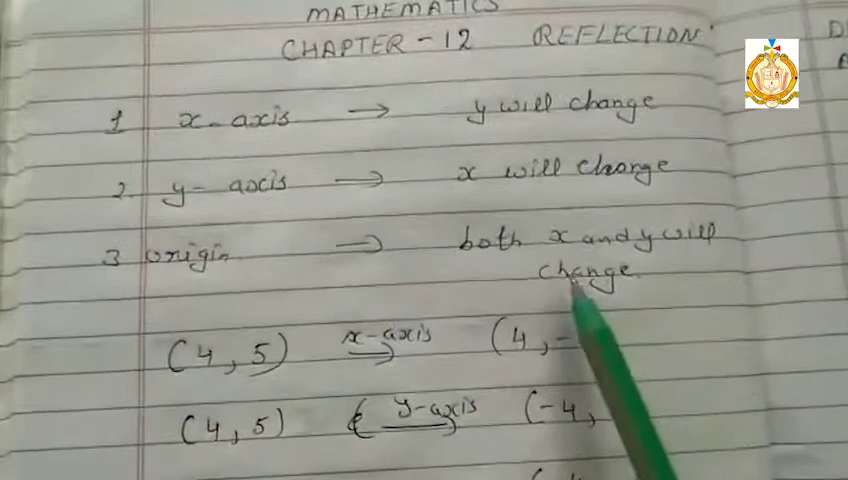 MATHEMATICS
CHAPTER - 12 REFLECTION
1 x-axis → y will change
2 y-axis → x will change
3 origin → both x and y will
change
(4, 5) x-axis (4, -
(4, 5) y-axis (-4,